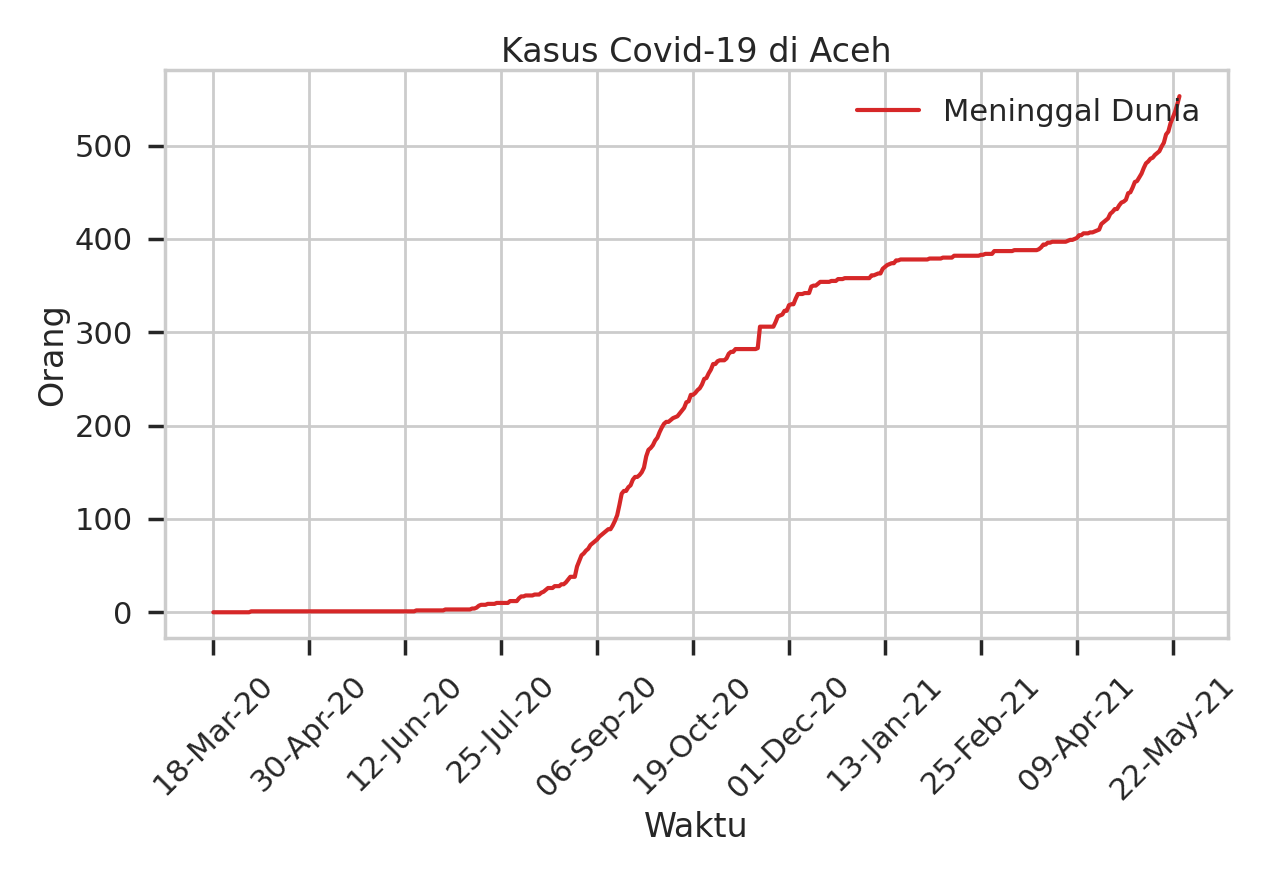 Kasus Covid-19 di Aceh
Meninggal Dunia
Orang
500
400
300
200
100
0
18-Mar-20
30-Apr-20
12-Jun-20
25-Jul-20
06-Sep-20
19-Oct-20
01-Dec-20
13-Jan-21
25-Feb-21
09-Apr-21
22-May-21
Waktu